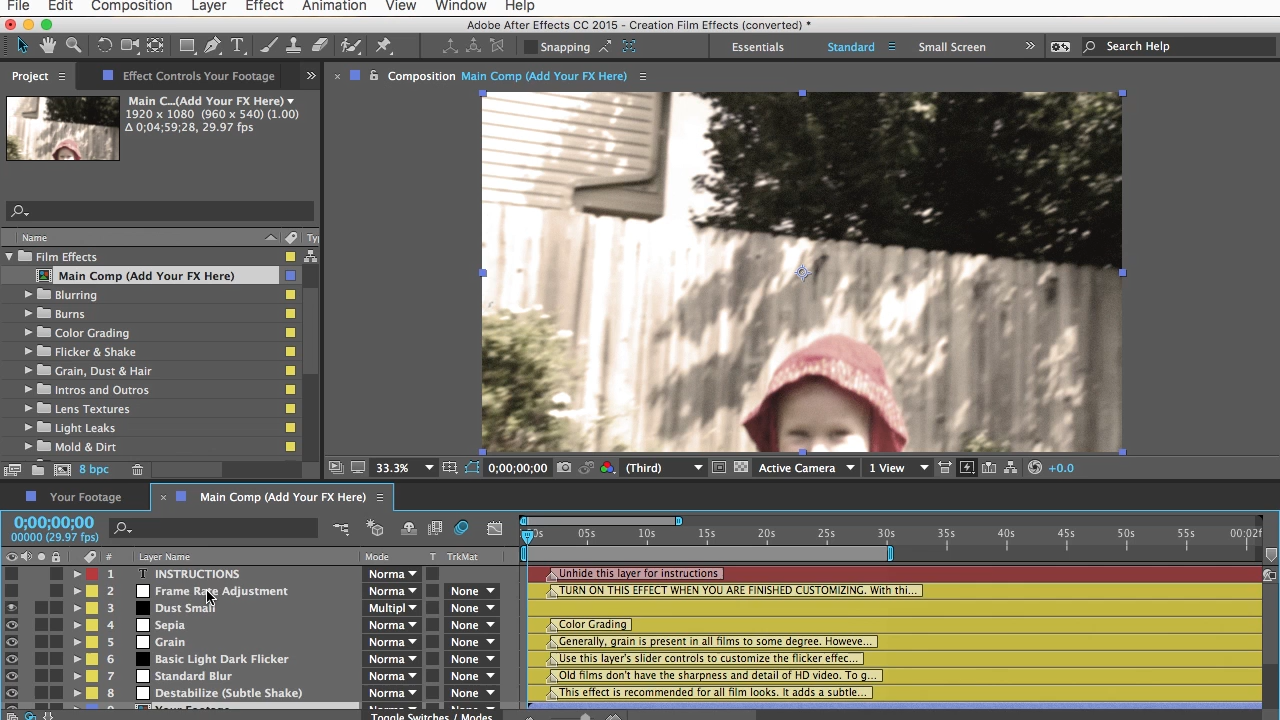 File Edit Composition Layer Effect Animation View Window Help
Adobe After Effects CC 2015 - Creation Film Effects (converted) *
T Snapping Essentials Standard Small Screen Search Help
Project Effect Controls Your Footage Composition Main Comp (Add Your FX Here)
Main C...(Add Your FX Here)
1920 x 1080 (960 x 540) (1.00)
Δ 0;04;59;28, 29.97 fps
Name Ty
Film Effects
Main Comp (Add Your FX Here)
Blurring
Burns
Color Grading
Flicker & Shake
Grain, Dust & Hair
Intros and Outros
Lens Textures
Light Leaks
Mold & Dirt
8 bpc 33.3% 0;00;00;00 (Third) Active Camera 1 View +0.0
Your Footage Main Comp (Add Your FX Here)
0;00;00;00
00000 (29.97 fps)
00s 05s 10s 15s 20s 25s 30s 35s 40s 45s 50s 55s 00:02f
# Layer Name Mode T TrkMat
1 T INSTRUCTIONS Norma Unhide this layer for instructions
2 Frame Rate Adjustment Norma None TURN ON THIS EFFECT WHEN YOU ARE FINISHED CUSTOMIZING. With thi...
3 Dust Small Multipl None
4 Sepia Norma None Color Grading
5 Grain Norma None Generally, grain is present in all films to some degree. Howeve...
6 Basic Light Dark Flicker Norma None Use this layer's slider controls to customize the flicker effec...
7 Standard Blur Norma None Old films don't have the sharpness and detail of HD video. To g...
8 Destabilize (Subtle Shake) Norma None This effect is recommended for all film looks. It adds a subtle...
9 Your Footage
Toggle Switches / Modes